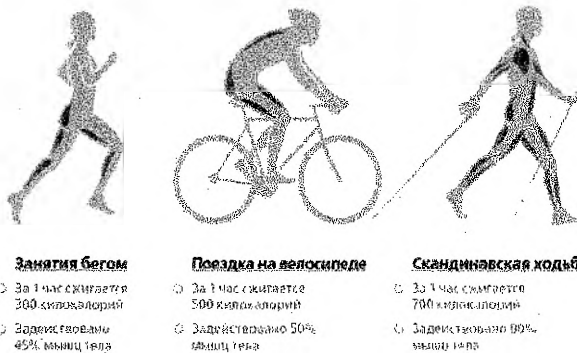 Занятия бегом
За 1 час сжигается
300 килокалорий
Задействовано
45% мышц тела
Поездка на велосипеде
За 1 час сжигается
500 килокалорий
Задействовано 50%
мышц тела
Скандинавская ходьб
За 1 час сжигается
700 килокалорий
Задействовано 90%
мышц тела